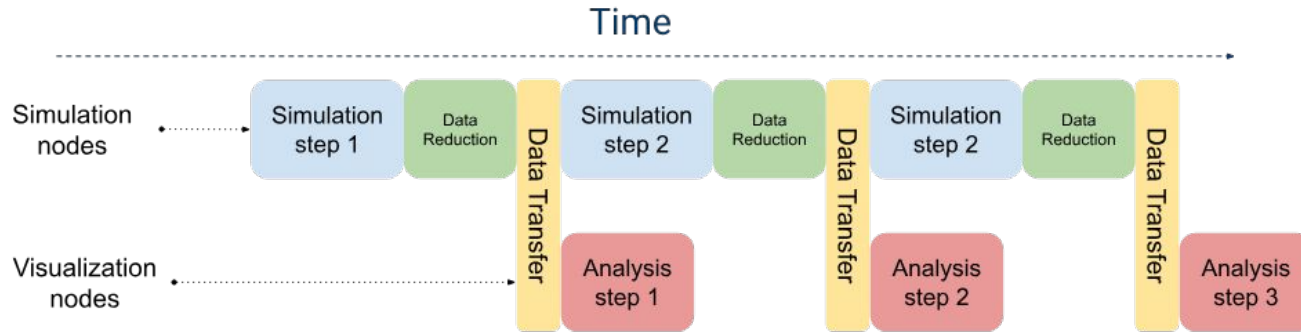 Time
Simulation
nodes
Simulation
step 1
Data
Reduction
Data Transfer
Simulation
step 2
Data
Reduction
Data Transfer
Simulation
step 2
Data
Reduction
Data Transfer
Visualization
nodes
Analysis
step 1
Analysis
step 2
Analysis
step 3